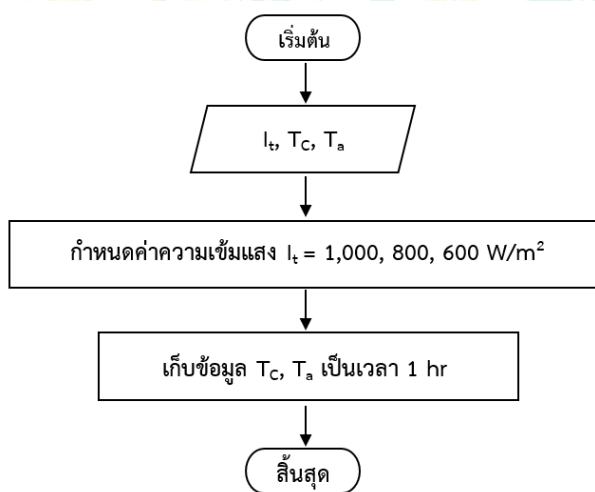 เริ่มต้น
Iₜ, T_C, Tₐ
กำหนดค่าความเข้มแสง Iₜ = 1,000, 800, 600 W/m²
เก็บข้อมูล T_C, Tₐ เป็นเวลา 1 hr
สิ้นสุด